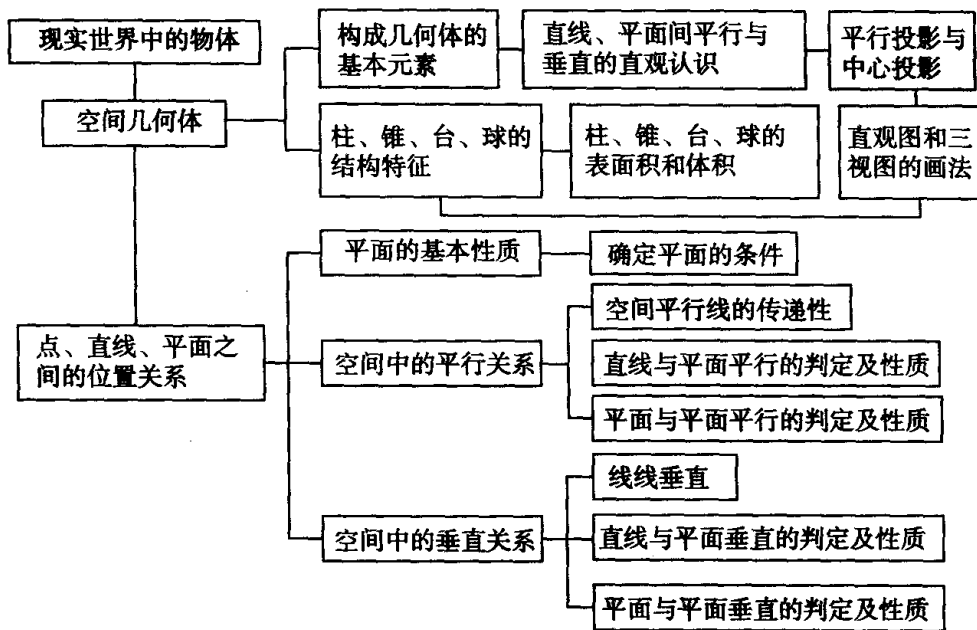 现实世界中的物体
空间几何体
构成几何体的
基本元素
直线、平面间平行与
垂直的直观认识
平行投影与
中心投影
柱、锥、台、球的
结构特征
柱、锥、台、球的
表面积和体积
直观图和三
视图的画法
点、直线、平面之
间的位置关系
平面的基本性质
确定平面的条件
空间中的平行关系
空间平行线的传递性
直线与平面平行的判定及性质
平面与平面平行的判定及性质
空间中的垂直关系
线线垂直
直线与平面垂直的判定及性质
平面与平面垂直的判定及性质